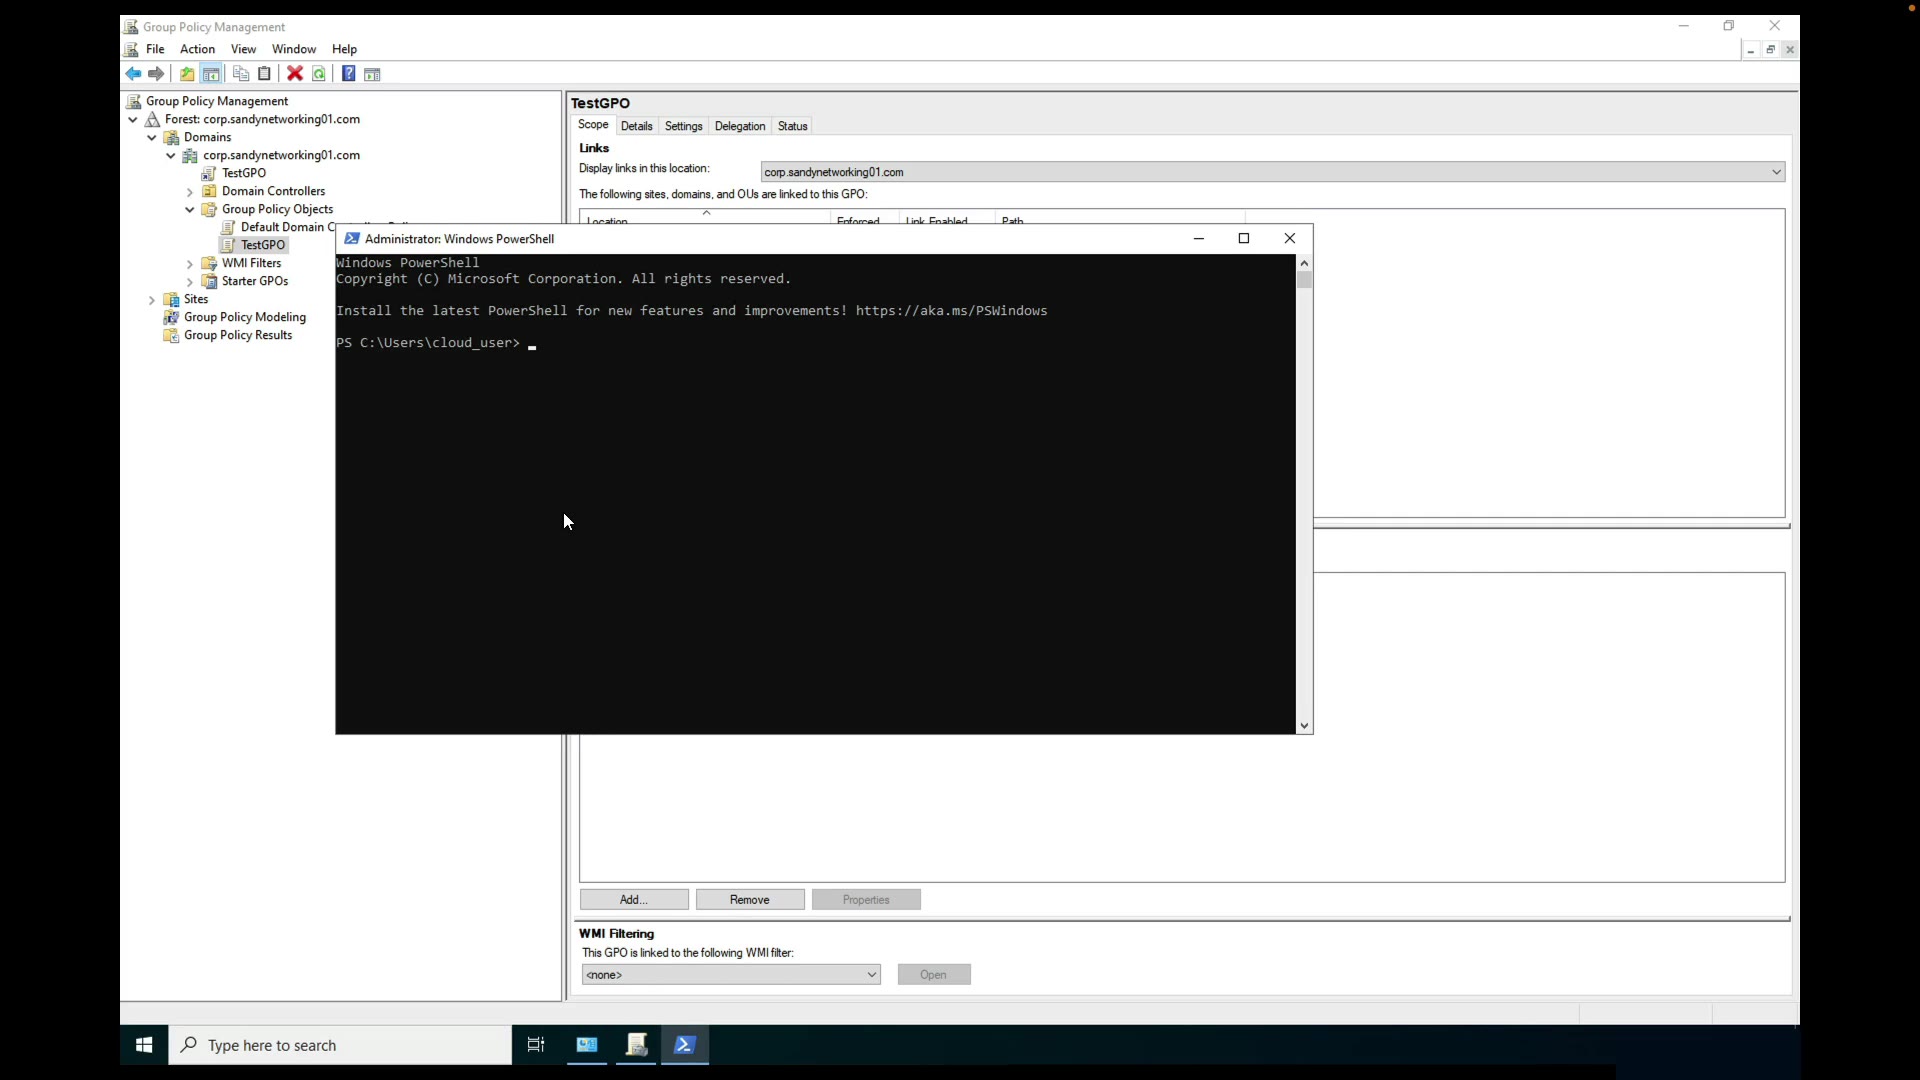 Group Policy Management
File Action View Window Help
Group Policy Management
Forest: corp.sandynetworking01.com
Domains
corp.sandynetworking01.com
TestGPO
Domain Controllers
Group Policy Objects
Default Domain C
TestGPO
WMI Filters
Starter GPOs
Sites
Group Policy Modeling
Group Policy Results
TestGPO
Scope Details Settings Delegation Status
Links
Display links in this location: corp.sandynetworking01.com
The following sites, domains, and OUs are linked to this GPO:
Location Enforced Link Enabled Path
Administrator: Windows PowerShell
Windows PowerShell
Copyright (C) Microsoft Corporation. All rights reserved.
Install the latest PowerShell for new features and improvements! https://aka.ms/PSWindows
PS C:\Users\cloud_user>
Add... Remove Properties
WMI Filtering
This GPO is linked to the following WMI filter:
<none> Open
Type here to search